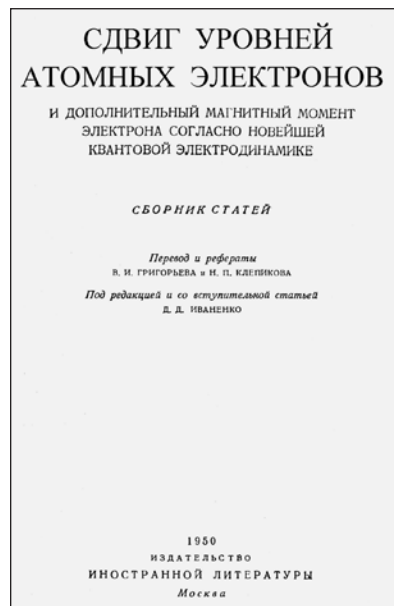 СДВИГ УРОВНЕЙ
АТОМНЫХ ЭЛЕКТРОНОВ
И ДОПОЛНИТЕЛЬНЫЙ МАГНИТНЫЙ МОМЕНТ
ЭЛЕКТРОНА СОГЛАСНО НОВЕЙШЕЙ
КВАНТОВОЙ ЭЛЕКТРОДИНАМИКЕ
СБОРНИК СТАТЕЙ
Перевод и рефераты
В. И. ГРИГОРЬЕВА и Н. П. КЛЕПИКОВА
Под редакцией и со вступительной статьей
Д. Д. ИВАНЕНКО
1950
ИЗДАТЕЛЬСТВО
ИНОСТРАННОЙ ЛИТЕРАТУРЫ
Москва